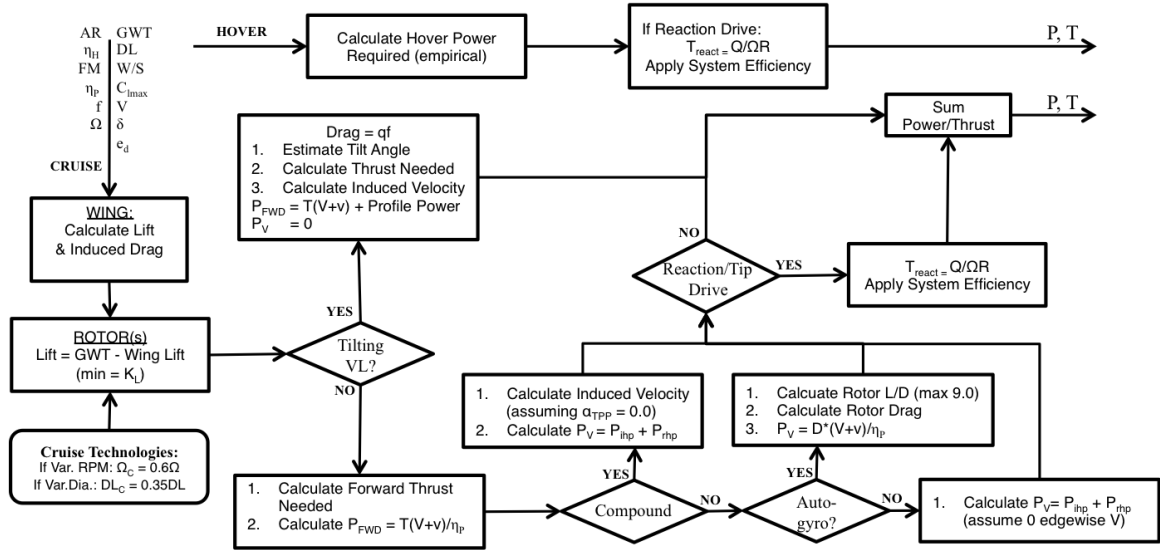 AR GWT
η_H DL
FM W/S
η_P C_lmax
f V
Ω δ
e_d
HOVER
CRUISE
Calculate Hover Power
Required (empirical)
If Reaction Drive:
T_react = Q/ΩR
Apply System Efficiency
P, T
Sum
Power/Thrust
P, T
Drag = qf
1. Estimate Tilt Angle
2. Calculate Thrust Needed
3. Calculate Induced Velocity
P_FWD = T(V+v) + Profile Power
P_V = 0
WING:
Calculate Lift
& Induced Drag
NO
Reaction/Tip
Drive
YES
T_react = Q/ΩR
Apply System Efficiency
ROTOR(s)
Lift = GWT - Wing Lift
(min = K_L)
YES
Tilting
VL?
NO
Cruise Technologies:
If Var. RPM: Ω_C = 0.6Ω
If Var.Dia.: DL_C = 0.35DL
1. Calculate Induced Velocity
(assuming α_TPP = 0.0)
2. Calculate P_V = P_ihp + P_rhp
1. Calcuate Rotor L/D (max 9.0)
2. Calculate Rotor Drag
3. P_V = D*(V+v)/η_P
1. Calculate Forward Thrust
Needed
2. Calculate P_FWD = T(V+v)/η_P
YES
Compound
NO
YES
Auto-
gyro?
NO
1. Calculate P_V= P_ihp + P_rhp
(assume 0 edgewise V)